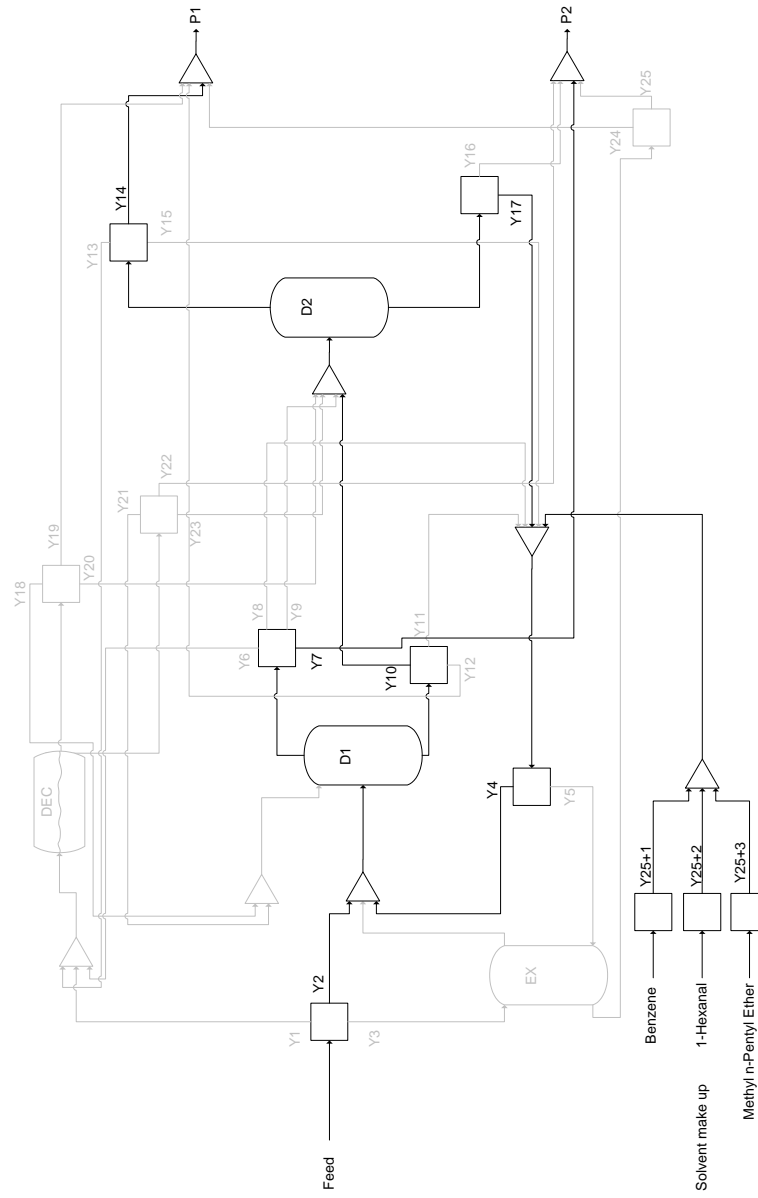 P1
P2
Y25
Y24
Y16
Y14
Y17
Y15
Y13
D2
Y22
Y21
Y19
Y23
Y20
Y18
Y8
Y9
Y11
Y6
Y7
Y10
Y12
D1
DEC
Y4
Y5
Y25+1
Y25+2
Y25+3
EX
Y2
Y1
Y3
Benzene
1-Hexanal
Methyl n-Pentyl Ether
Solvent make up
Feed